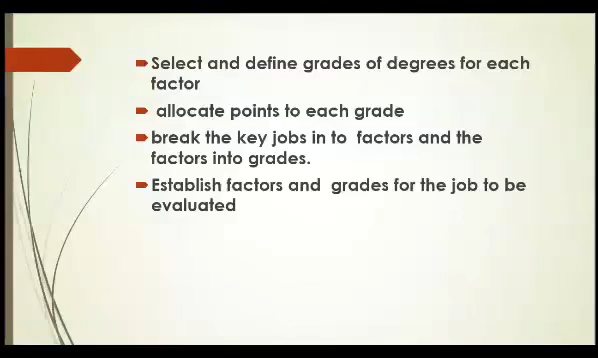 Select and define grades of degrees for each
factor
allocate points to each grade
break the key jobs in to factors and the
factors into grades.
Establish factors and grades for the job to be
evaluated